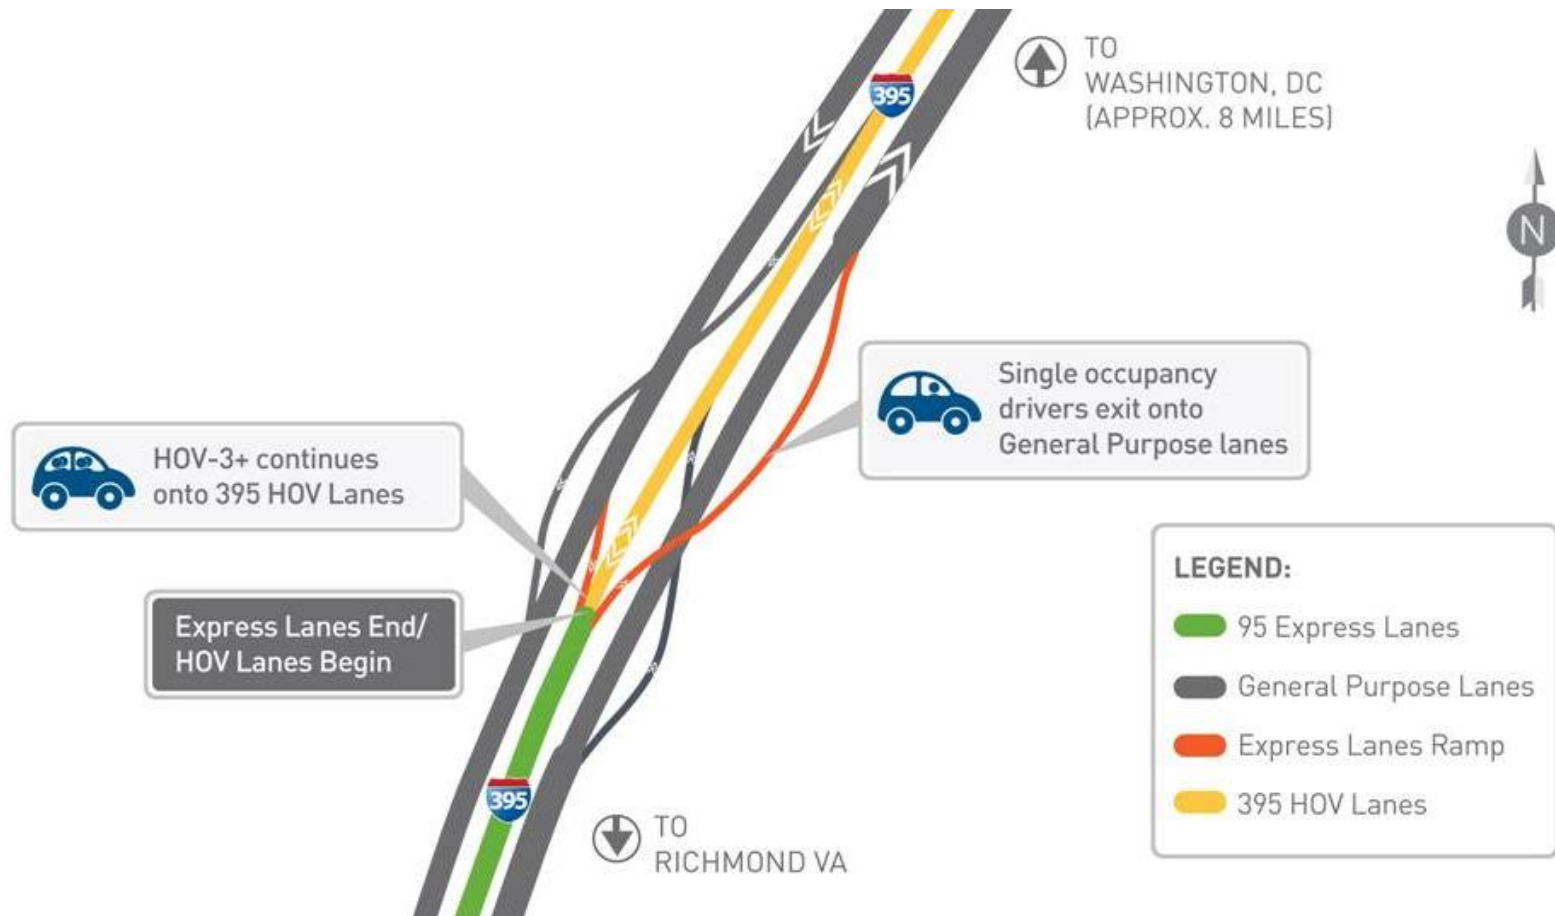 395
TO
WASHINGTON, DC
(APPROX. 8 MILES)
N
Single occupancy
drivers exit onto
General Purpose lanes
HOV-3+ continues
onto 395 HOV Lanes
Express Lanes End/
HOV Lanes Begin
LEGEND:
95 Express Lanes
General Purpose Lanes
Express Lanes Ramp
395 HOV Lanes
395
TO
RICHMOND VA